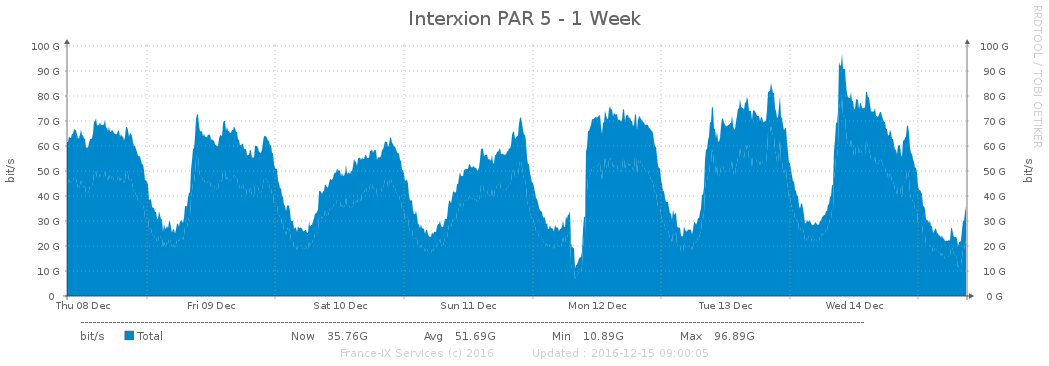 Interxion PAR 5 - 1 Week
RRDTOOL / TOBI OETIKER
bit/s
100 G 100 G
90 G 90 G
80 G 80 G
70 G 70 G
60 G 60 G
50 G 50 G
40 G 40 G
30 G 30 G
20 G 20 G
10 G 10 G
0 0 G
bit/s
Thu 08 Dec Fri 09 Dec Sat 10 Dec Sun 11 Dec Mon 12 Dec Tue 13 Dec Wed 14 Dec
bit/s Total Now 35.76G Avg 51.69G Min 10.89G Max 96.89G
France-IX Services (c) 2016 Updated : 2016-12-15 09:00:05